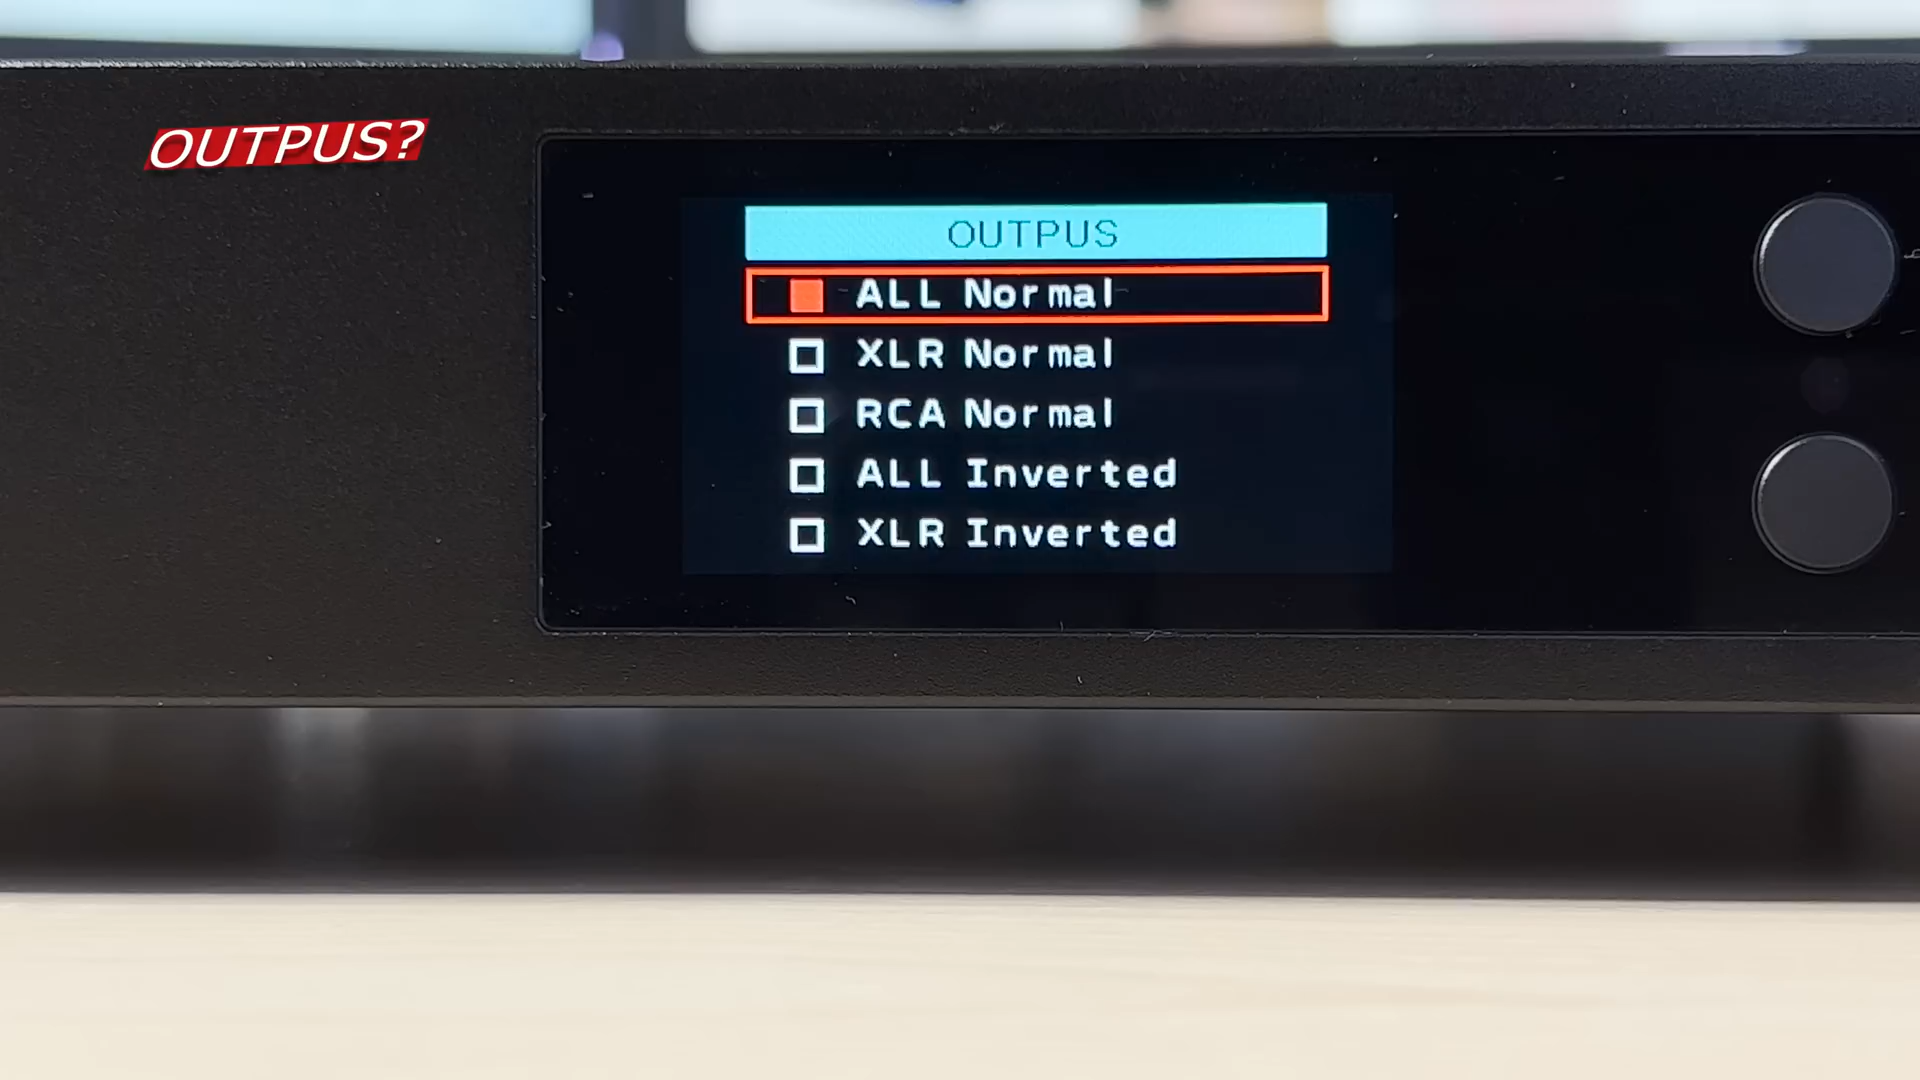 OUTPUS?
OUTPUS
ALL Normal
XLR Normal
RCA Normal
ALL Inverted
XLR Inverted